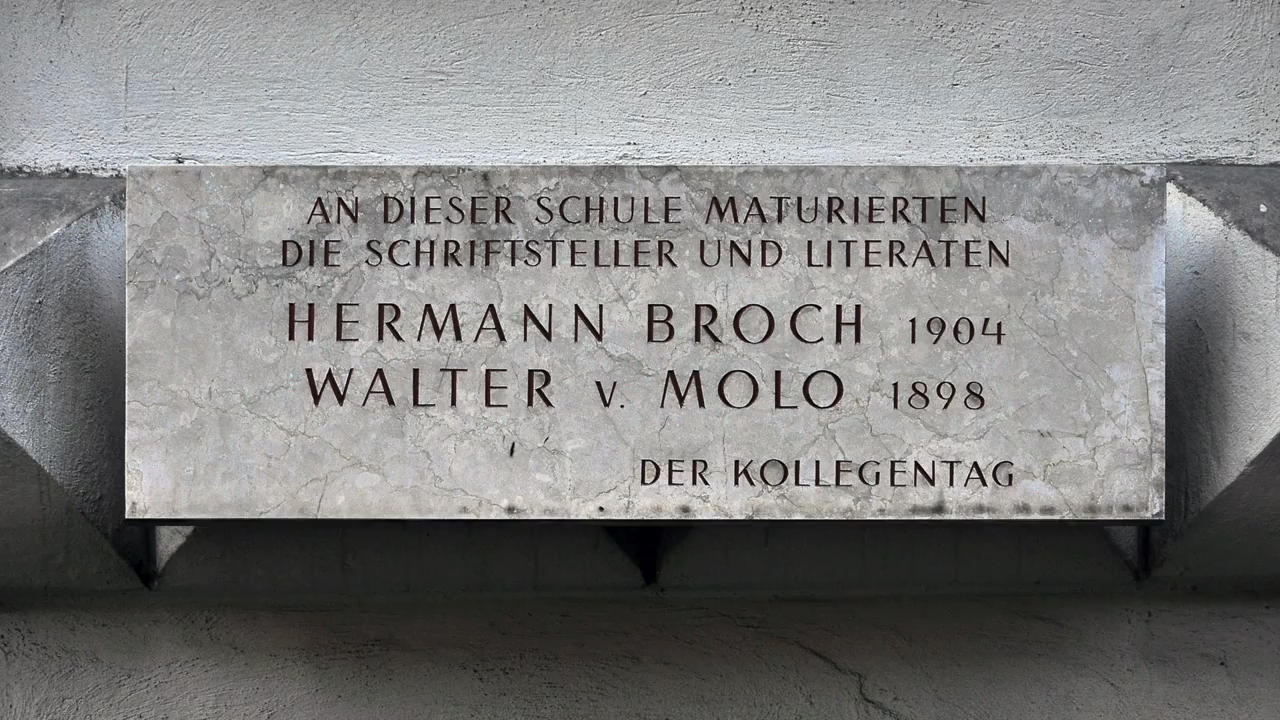 AN DIESER SCHULE MATURIERTEN
DIE SCHRIFTSTELLER UND LITERATEN
HERMANN BROCH 1904
WALTER V. MOLO 1898
DER KOLLEGENTAG